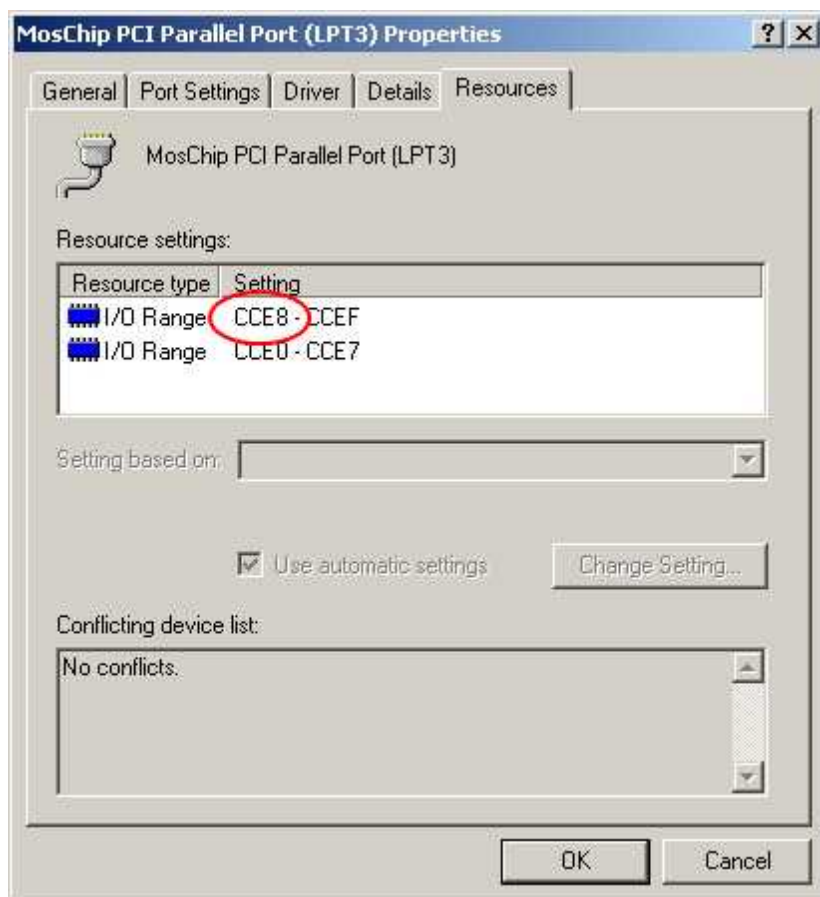 MosChip PCI Parallel Port (LPT3) Properties
General Port Settings Driver Details Resources
MosChip PCI Parallel Port (LPT3)
Resource settings:
Resource type Setting
I/O Range CCE8 - CCEF
I/O Range CCE0 - CCE7
Setting based on:
Use automatic settings Change Setting...
Conflicting device list:
No conflicts.
OK Cancel